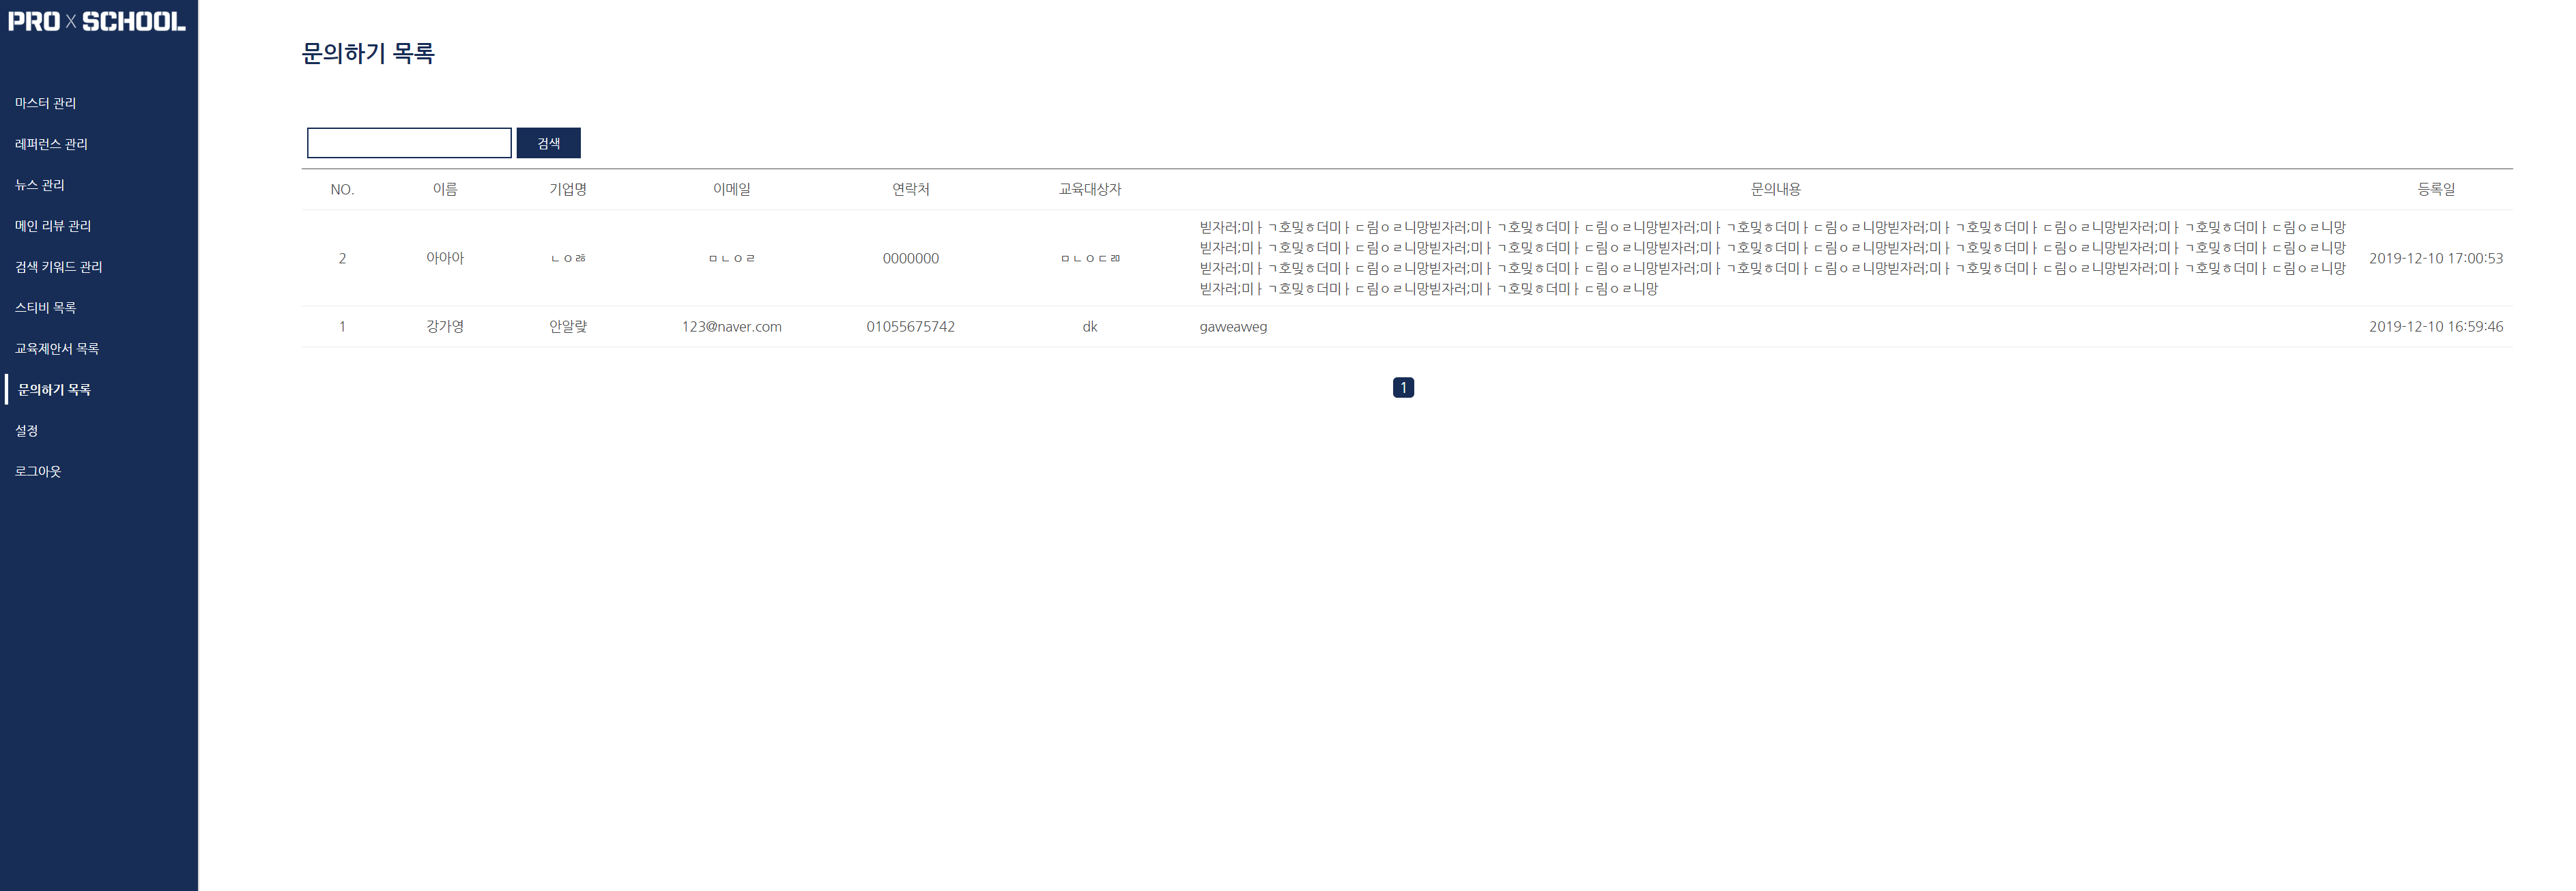 PRO X SCHOOL
마스터 관리
레퍼런스 관리
뉴스 관리
메인 리뷰 관리
검색 키워드 관리
스티비 목록
교육제안서 목록
문의하기 목록
설정
로그아웃
문의하기 목록
검색
NO. 이름 기업명 이메일 연락처 교육대상자 문의내용 등록일
2 아아아 ㄴㅇㄹㅎ ㅁㄴㅇㄹ 0000000 ㅁㄴㅇㄷㄻ 2019-12-10 17:00:53
빋자러;미ㅏㄱ호밎ㅎ더미ㅏㄷ림ㅇㄹ니망빋자러;미ㅏㄱ호밎ㅎ더미ㅏㄷ림ㅇㄹ니망빋자러;미ㅏㄱ호밎ㅎ더미ㅏㄷ림ㅇㄹ니망빋자러;미ㅏㄱ호밎ㅎ더미ㅏㄷ림ㅇㄹ니망빋자러;미ㅏㄱ호밎ㅎ더미ㅏㄷ림ㅇㄹ니망
빋자러;미ㅏㄱ호밎ㅎ더미ㅏㄷ림ㅇㄹ니망빋자러;미ㅏㄱ호밎ㅎ더미ㅏㄷ림ㅇㄹ니망빋자러;미ㅏㄱ호밎ㅎ더미ㅏㄷ림ㅇㄹ니망빋자러;미ㅏㄱ호밎ㅎ더미ㅏㄷ림ㅇㄹ니망빋자러;미ㅏㄱ호밎ㅎ더미ㅏㄷ림ㅇㄹ니망
빋자러;미ㅏㄱ호밎ㅎ더미ㅏㄷ림ㅇㄹ니망빋자러;미ㅏㄱ호밎ㅎ더미ㅏㄷ림ㅇㄹ니망빋자러;미ㅏㄱ호밎ㅎ더미ㅏㄷ림ㅇㄹ니망빋자러;미ㅏㄱ호밎ㅎ더미ㅏㄷ림ㅇㄹ니망빋자러;미ㅏㄱ호밎ㅎ더미ㅏㄷ림ㅇㄹ니망
빋자러;미ㅏㄱ호밎ㅎ더미ㅏㄷ림ㅇㄹ니망빋자러;미ㅏㄱ호밎ㅎ더미ㅏㄷ림ㅇㄹ니망
1 강가영 안알랴 123@naver.com 01055675742 dk gaweaweg 2019-12-10 16:59:46
1